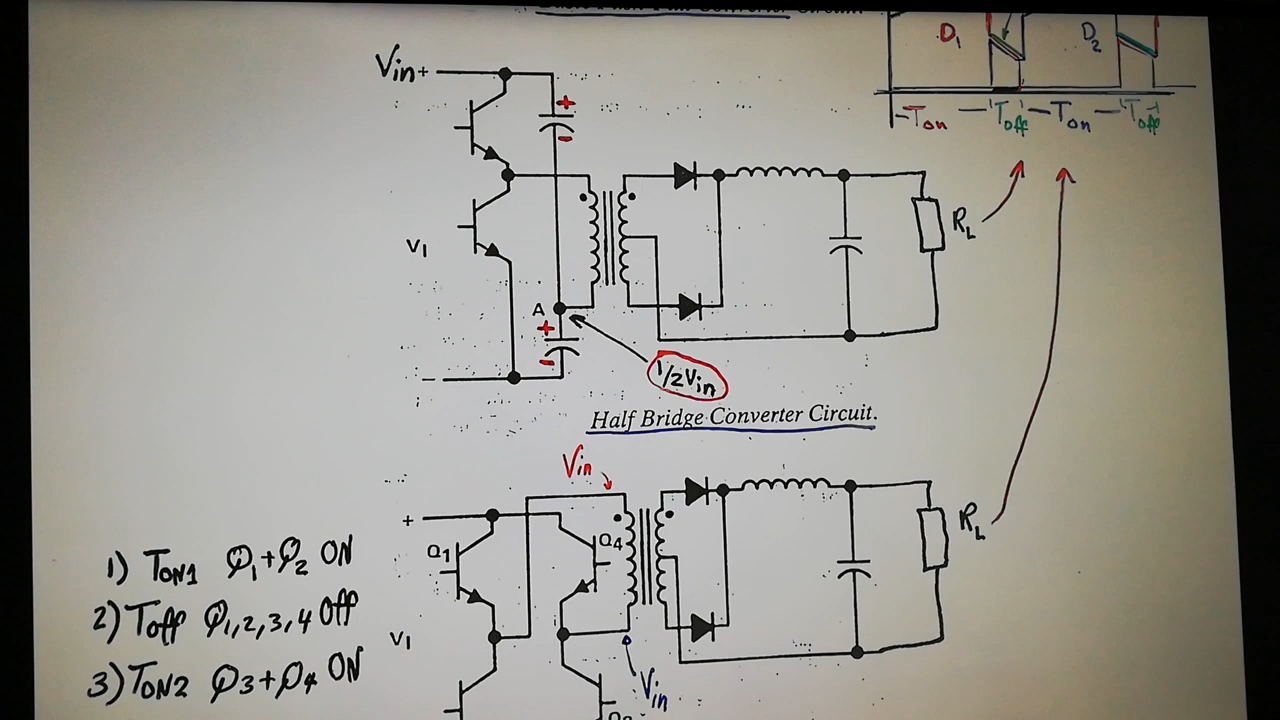 D1 D2
Vin+
Ton Toff Ton Toff
V1
RL
A
1/2Vin
Half Bridge Converter Circuit.
Vin
+
Q1 Q4
RL
1) TON1 Q1+Q2 ON
2) Toff Q1,2,3,4 Off
V1
3) TON2 Q3+Q4 ON
Vin